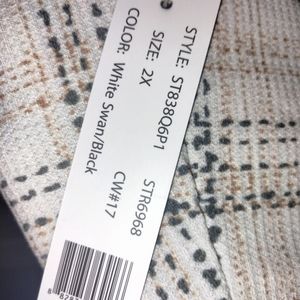 STYLE: ST838Q6P1
STR6968
SIZE: 2X
CW#17
COLOR: White Swan/Black